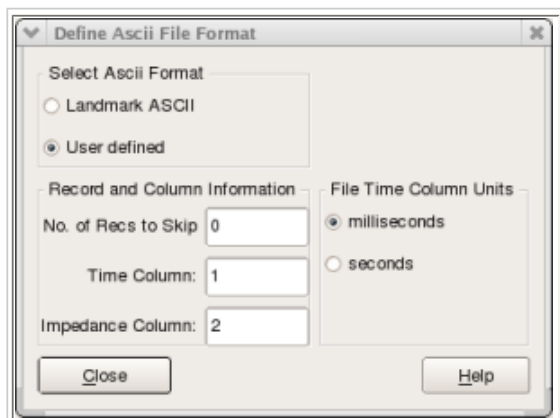 Define Ascii File Format
Select Ascii Format
Landmark ASCII
User defined
Record and Column Information
No. of Recs to Skip 0
Time Column: 1
Impedance Column: 2
File Time Column Units
milliseconds
seconds
Close
Help